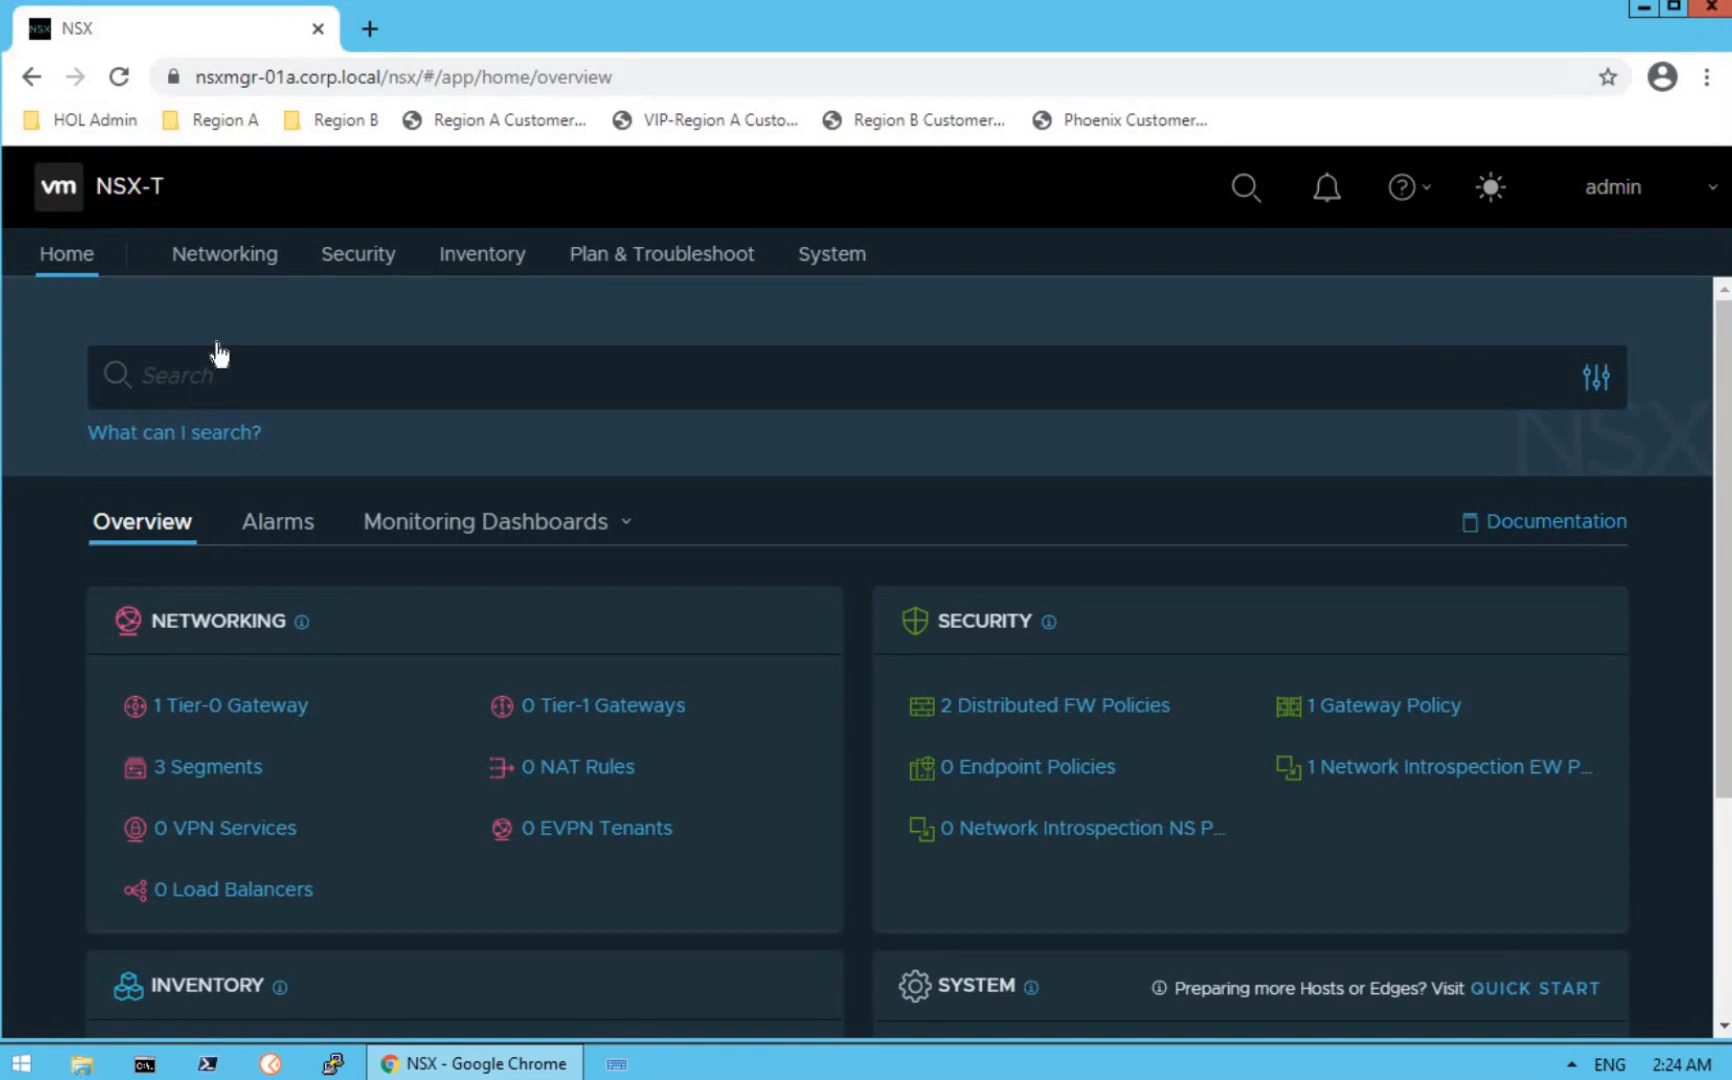 NSX
nsxmgr-01a.corp.local/nsx/#/app/home/overview
HOL Admin Region A Region B Region A Customer... VIP-Region A Custo... Region B Customer... Phoenix Customer...
vm NSX-T admin
Home Networking Security Inventory Plan & Troubleshoot System
Search
What can I search?
NSX
Overview Alarms Monitoring Dashboards Documentation
NETWORKING
1 Tier-0 Gateway 0 Tier-1 Gateways
3 Segments 0 NAT Rules
0 VPN Services 0 EVPN Tenants
0 Load Balancers
SECURITY
2 Distributed FW Policies 1 Gateway Policy
0 Endpoint Policies 1 Network Introspection EW P...
0 Network Introspection NS P...
INVENTORY
SYSTEM Preparing more Hosts or Edges? Visit QUICK START
NSX - Google Chrome ENG 2:24 AM